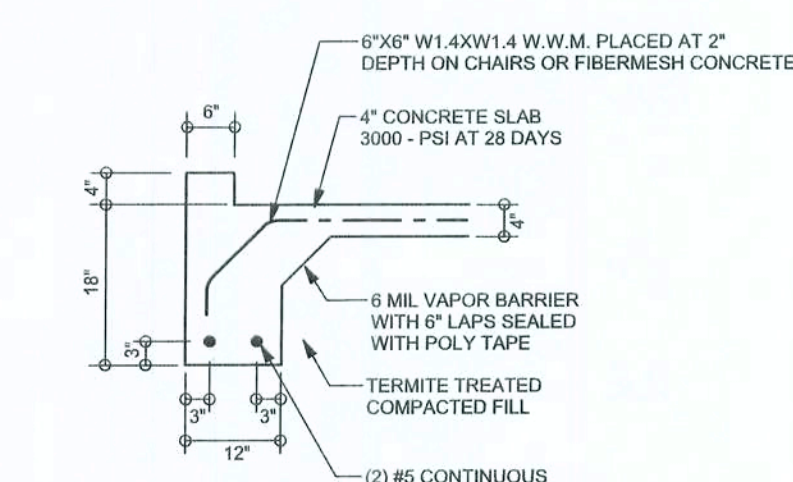 6"X6" W1.4XW1.4 W.W.M. PLACED AT 2"
DEPTH ON CHAIRS OR FIBERMESH CONCRETE
6"
4" CONCRETE SLAB
3000 - PSI AT 28 DAYS
4"
4"
18"
6 MIL VAPOR BARRIER
WITH 6" LAPS SEALED
WITH POLY TAPE
3"
TERMITE TREATED
COMPACTED FILL
3"
3"
12"
(2) #5 CONTINUOUS